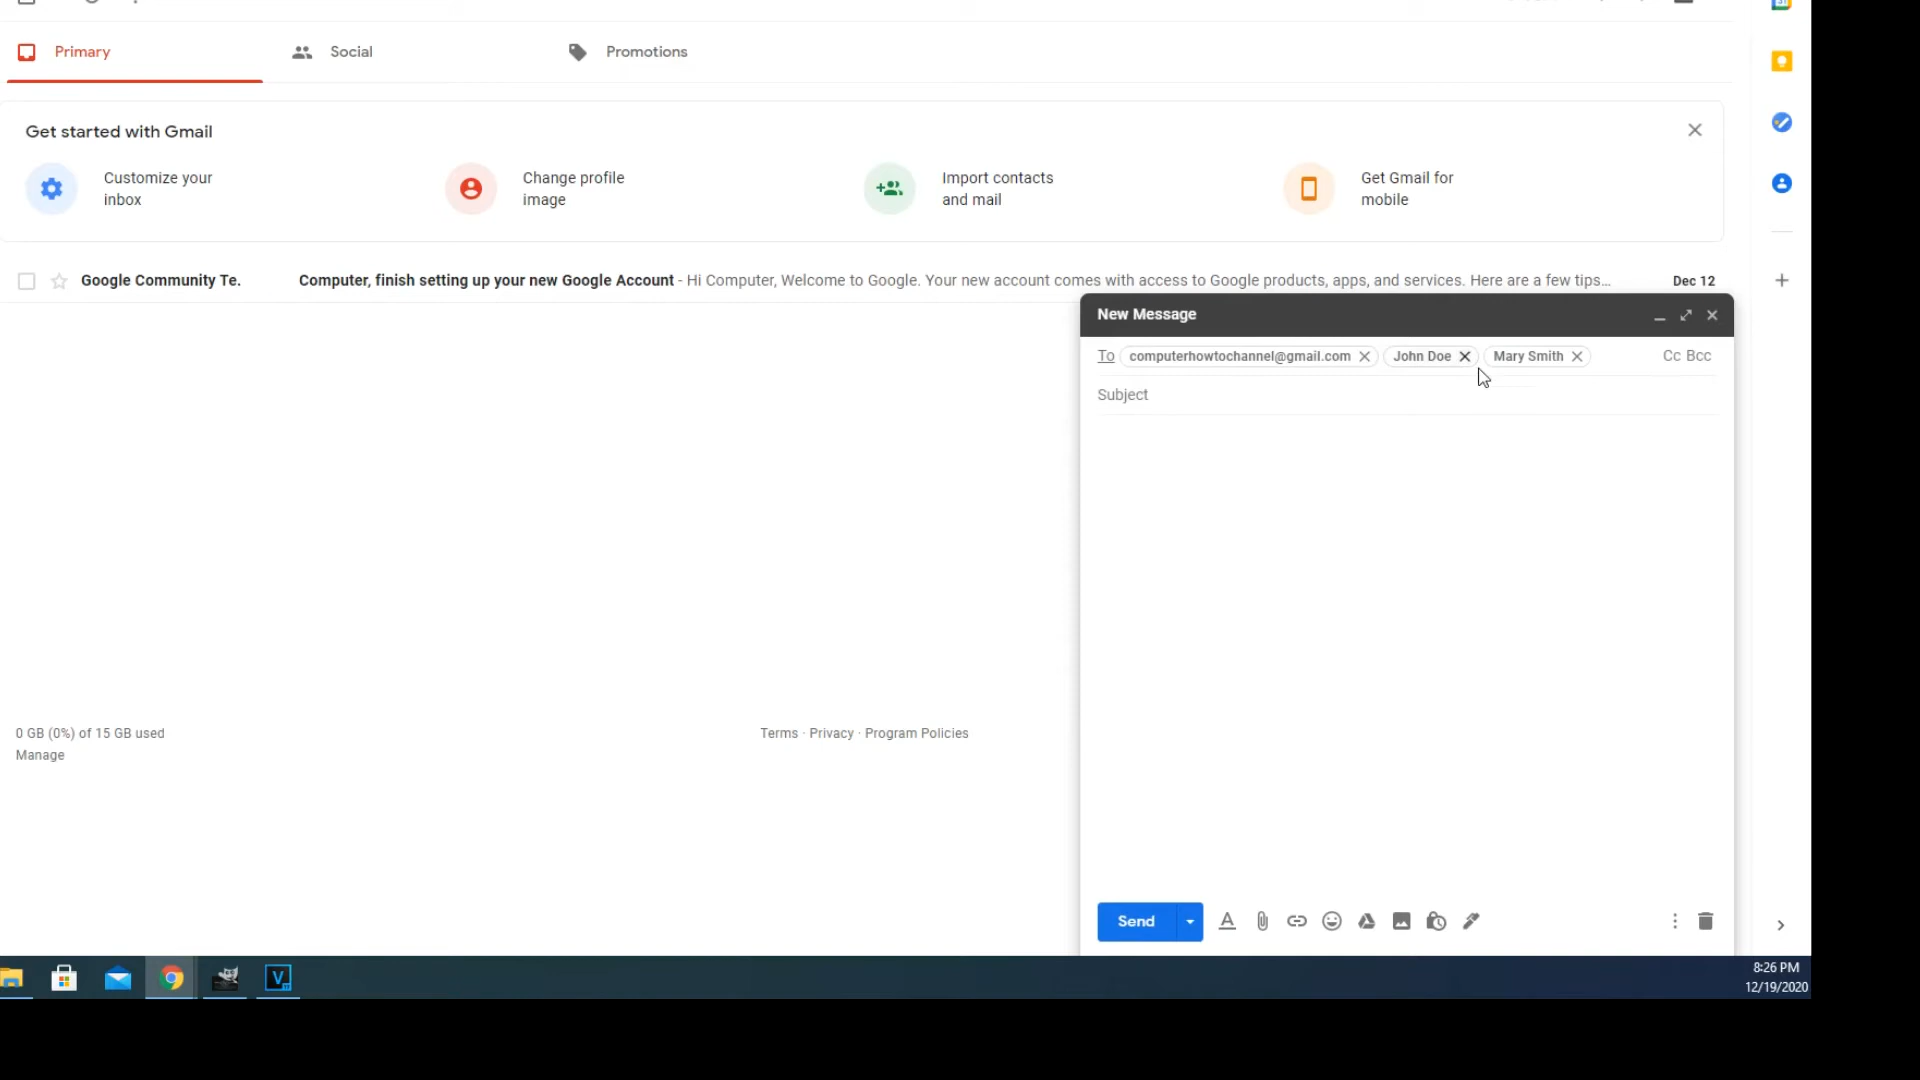 Primary
Social
Promotions
Get started with Gmail
Customize your
inbox
Change profile
image
Import contacts
and mail
Get Gmail for
mobile
Google Community Te. Computer, finish setting up your new Google Account - Hi Computer, Welcome to Google. Your new account comes with access to Google products, apps, and services. Here are a few tips... Dec 12
New Message
To computerhowtochannel@gmail.com John Doe Mary Smith Cc Bcc
Subject
0 GB (0%) of 15 GB used
Manage
Terms · Privacy · Program Policies
Send
8:26 PM
12/19/2020